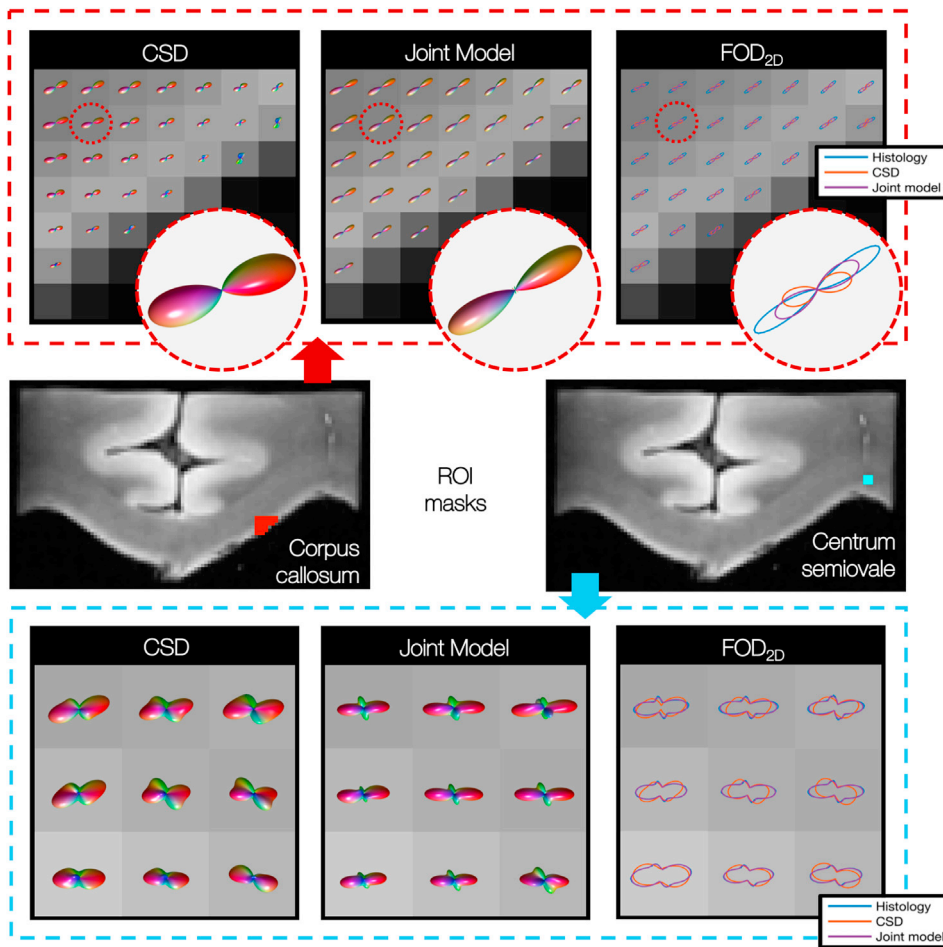 CSD
Joint Model
FOD2D
Histology
CSD
Joint model
ROI
masks
Corpus
callosum
Centrum
semiovale
CSD
Joint Model
FOD2D
Histology
CSD
Joint model